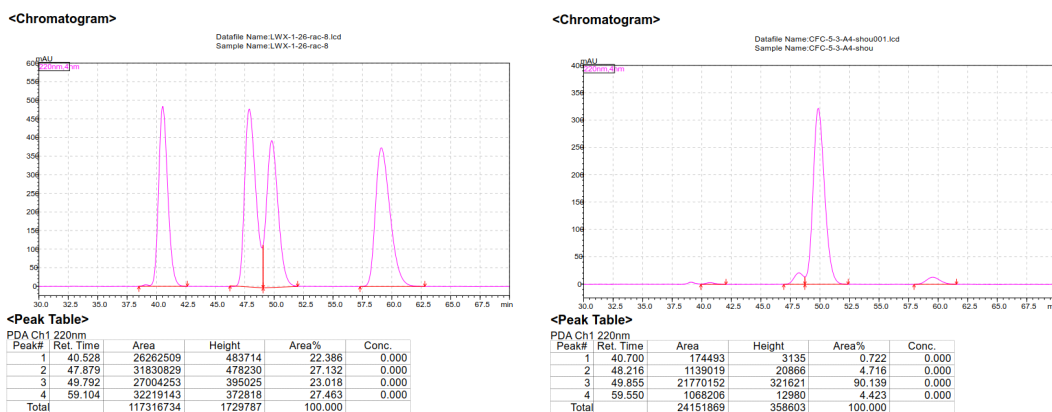 <Chromatogram>
Datafile Name:LWX-1-26-rac-8.lcd
Sample Name:LWX-1-26-rac-8
mAU
220nm,4nm
600
550
500
450
400
350
300
250
200
150
100
50
0
30.0 32.5 35.0 37.5 40.0 42.5 45.0 47.5 50.0 52.5 55.0 57.5 60.0 62.5 65.0 67.5 min
<Peak Table>
PDA Ch1 220nm
Peak# Ret. Time Area Height Area% Conc.
1 40.528 26262509 483714 22.386 0.000
2 47.879 31830829 478230 27.132 0.000
3 49.792 27004253 395025 23.018 0.000
4 59.104 32219143 372818 27.463 0.000
Total 117316734 1729787 100.000
<Chromatogram>
Datafile Name:CFC-5-3-A4-shou001.lcd
Sample Name:CFC-5-3-A4-shou
mAU
220nm,4nm
400
350
300
250
200
150
100
50
0
30.0 32.5 35.0 37.5 40.0 42.5 45.0 47.5 50.0 52.5 55.0 57.5 60.0 62.5 65.0 67.5 m
<Peak Table>
PDA Ch1 220nm
Peak# Ret. Time Area Height Area% Conc.
1 40.700 174493 3135 0.722 0.000
2 48.216 1139019 20866 4.716 0.000
3 49.855 21770152 321621 90.139 0.000
4 59.550 1068206 12980 4.423 0.000
Total 24151869 358603 100.000